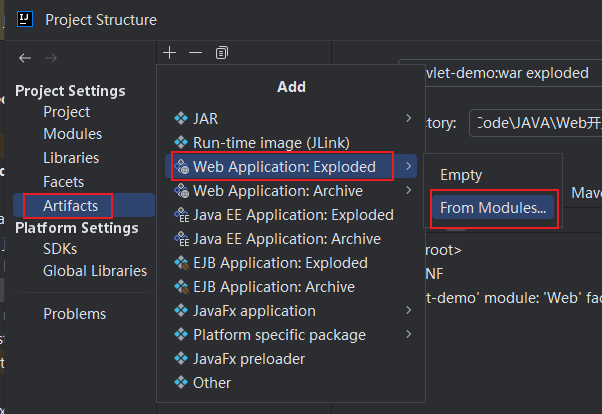 Project Structure
Project Settings
Project
Modules
Libraries
Facets
Artifacts
Platform Settings
SDKs
Global Libraries
Problems
Add
JAR
Run-time image (JLink)
Web Application: Exploded
Web Application: Archive
Java EE Application: Exploded
Java EE Application: Archive
EJB Application: Exploded
EJB Application: Archive
JavaFx application
Platform specific package
JavaFx preloader
Other
Empty
From Modules...
vlet-demo:war exploded
tory:
Code\JAVA\Web开
Mave
root>
NF
t-demo' module: 'Web' fac